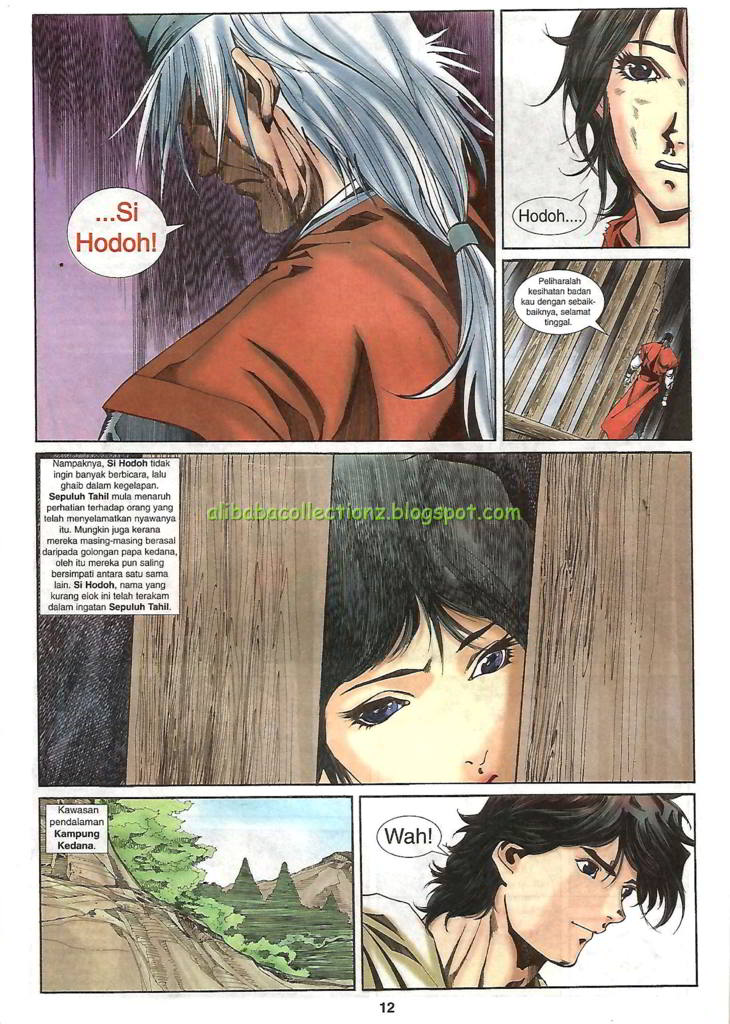 ...Si
Hodoh!
Hodoh....
Peliharalah
kesihatan badan
kau dengan sebaik-
baiknya, selamat
tinggal.
Nampaknya, Si Hodoh tidak
ingin banyak berbicara, lalu
ghaib dalam kegelapan.
Sepuluh Tahil mula menaruh
perhatian terhadap orang yang
telah menyelamatkan nyawanya
itu. Mungkin juga kerana
mereka masing-masing berasal
daripada golongan papa kedana,
oleh itu mereka pun saling
bersimpati antara satu sama
lain. Si Hodoh, nama yang
kurang elok ini telah terakam
dalam ingatan Sepuluh Tahil.
alibabacollectionz.blogspot.com
Kawasan
pendalaman
Kampung
Kedana.
Wah!
12